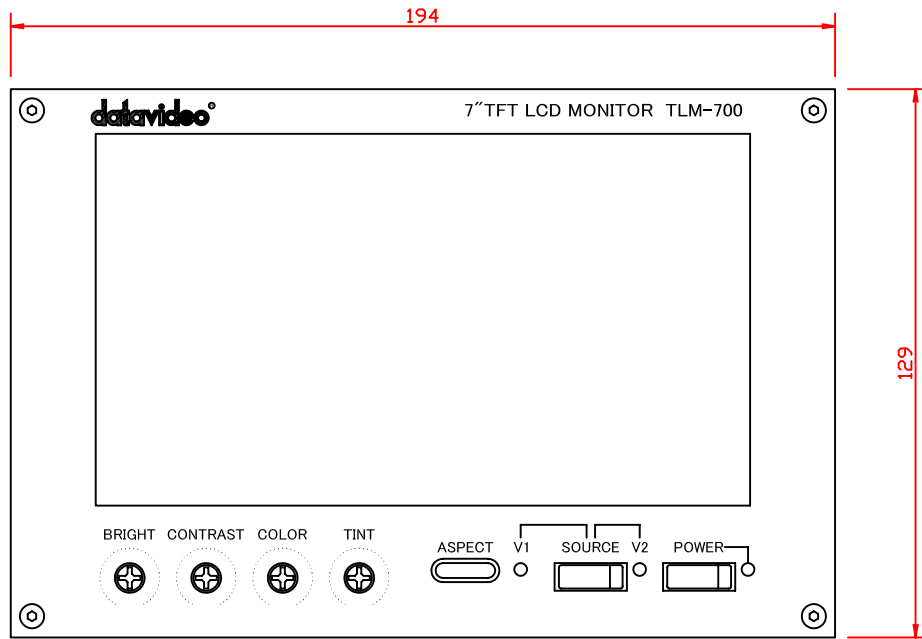 194
datavideo®
7″TFT LCD MONITOR TLM-700
129
BRIGHT CONTRAST COLOR TINT
ASPECT V1 SOURCE V2 POWER